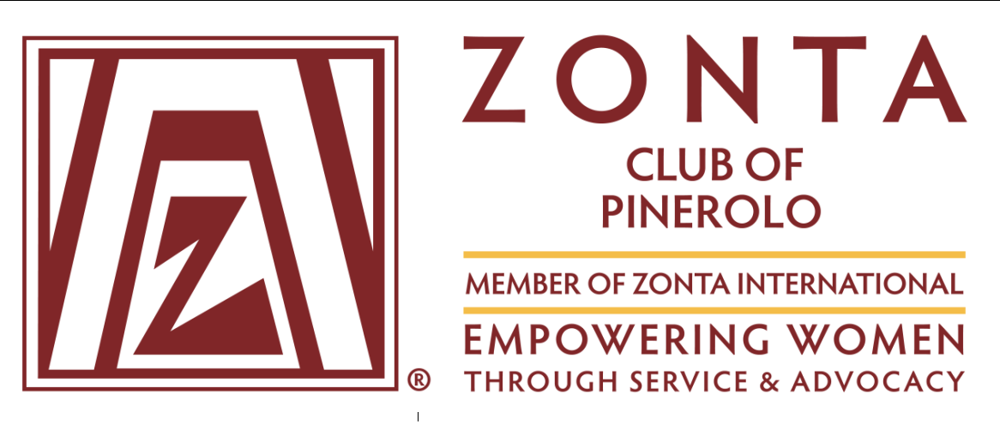 ZONTA
CLUB OF
PINEROLO
MEMBER OF ZONTA INTERNATIONAL
EMPOWERING WOMEN
THROUGH SERVICE & ADVOCACY
®